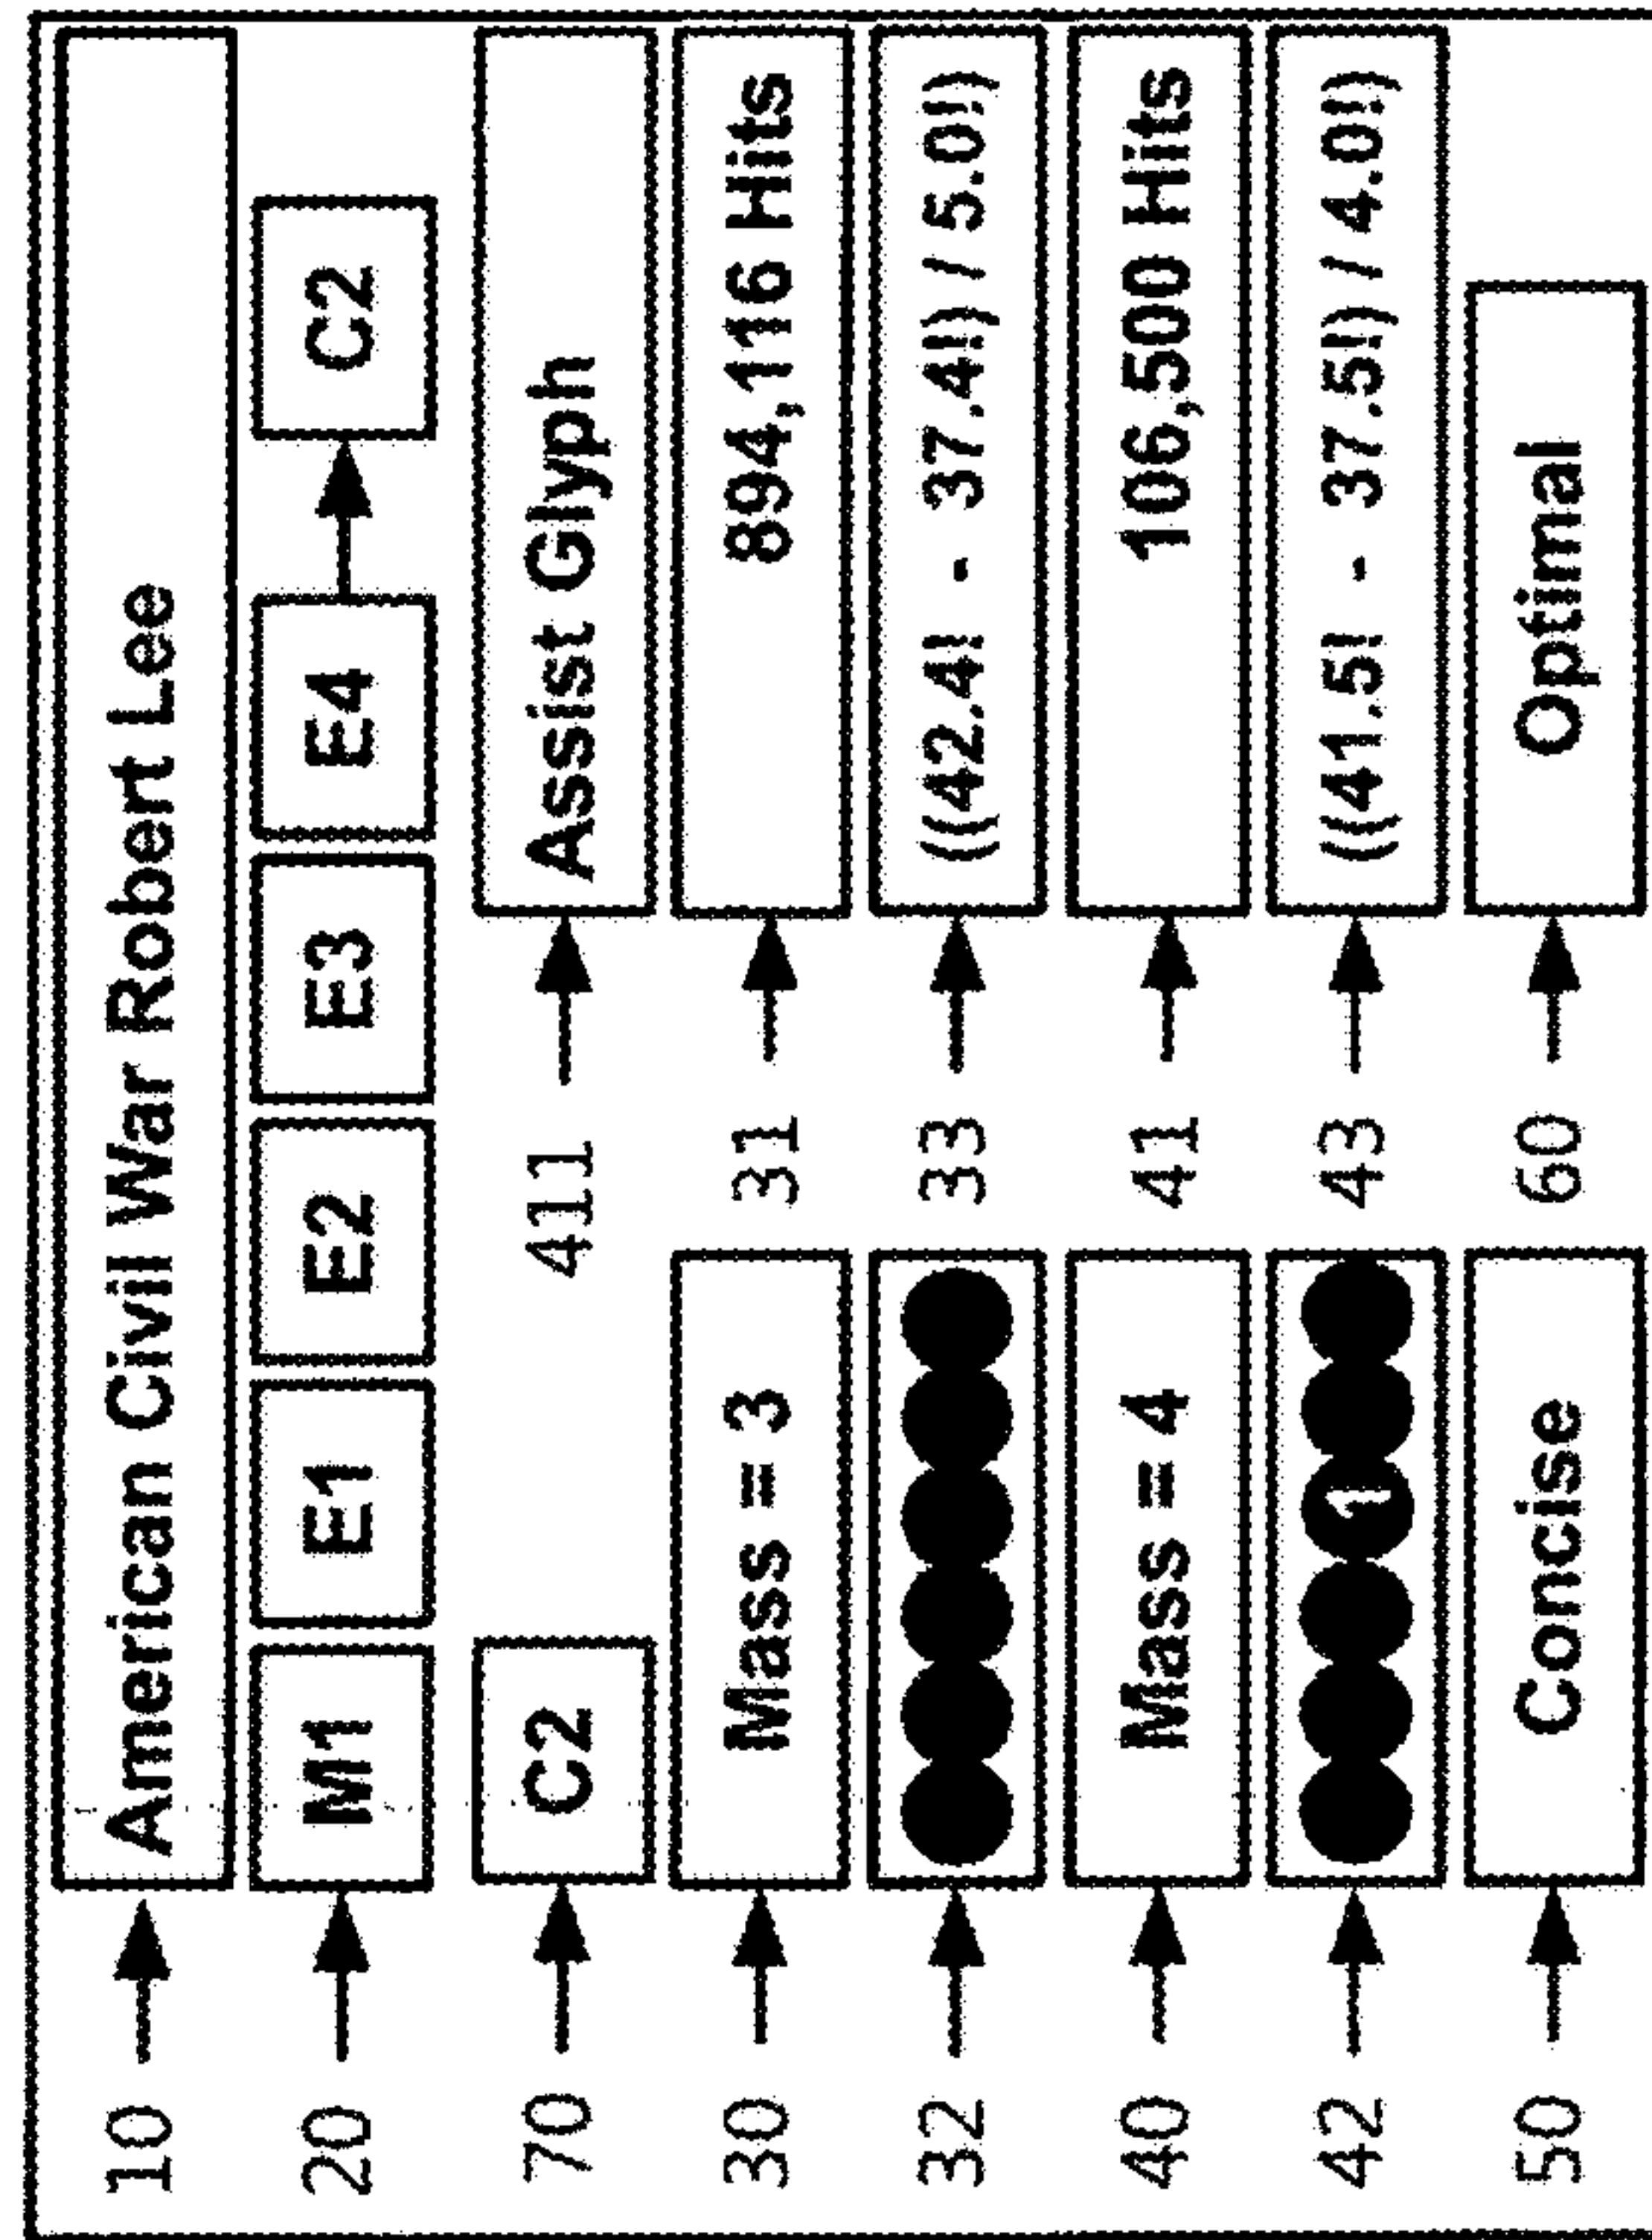 10 American Civil War Robert Lee
20 M1 E1 E2 E3 E4 C2
70 C2 411 Assist Glyph
30 Mass = 3 31 894,116 Hits
32 33 ((42.4! - 37.4!) / 5.0!)
40 Mass = 4 41 106,500 Hits
42 1 43 ((41.5! - 37.5!) / 4.0!)
50 Concise 60 Optimal